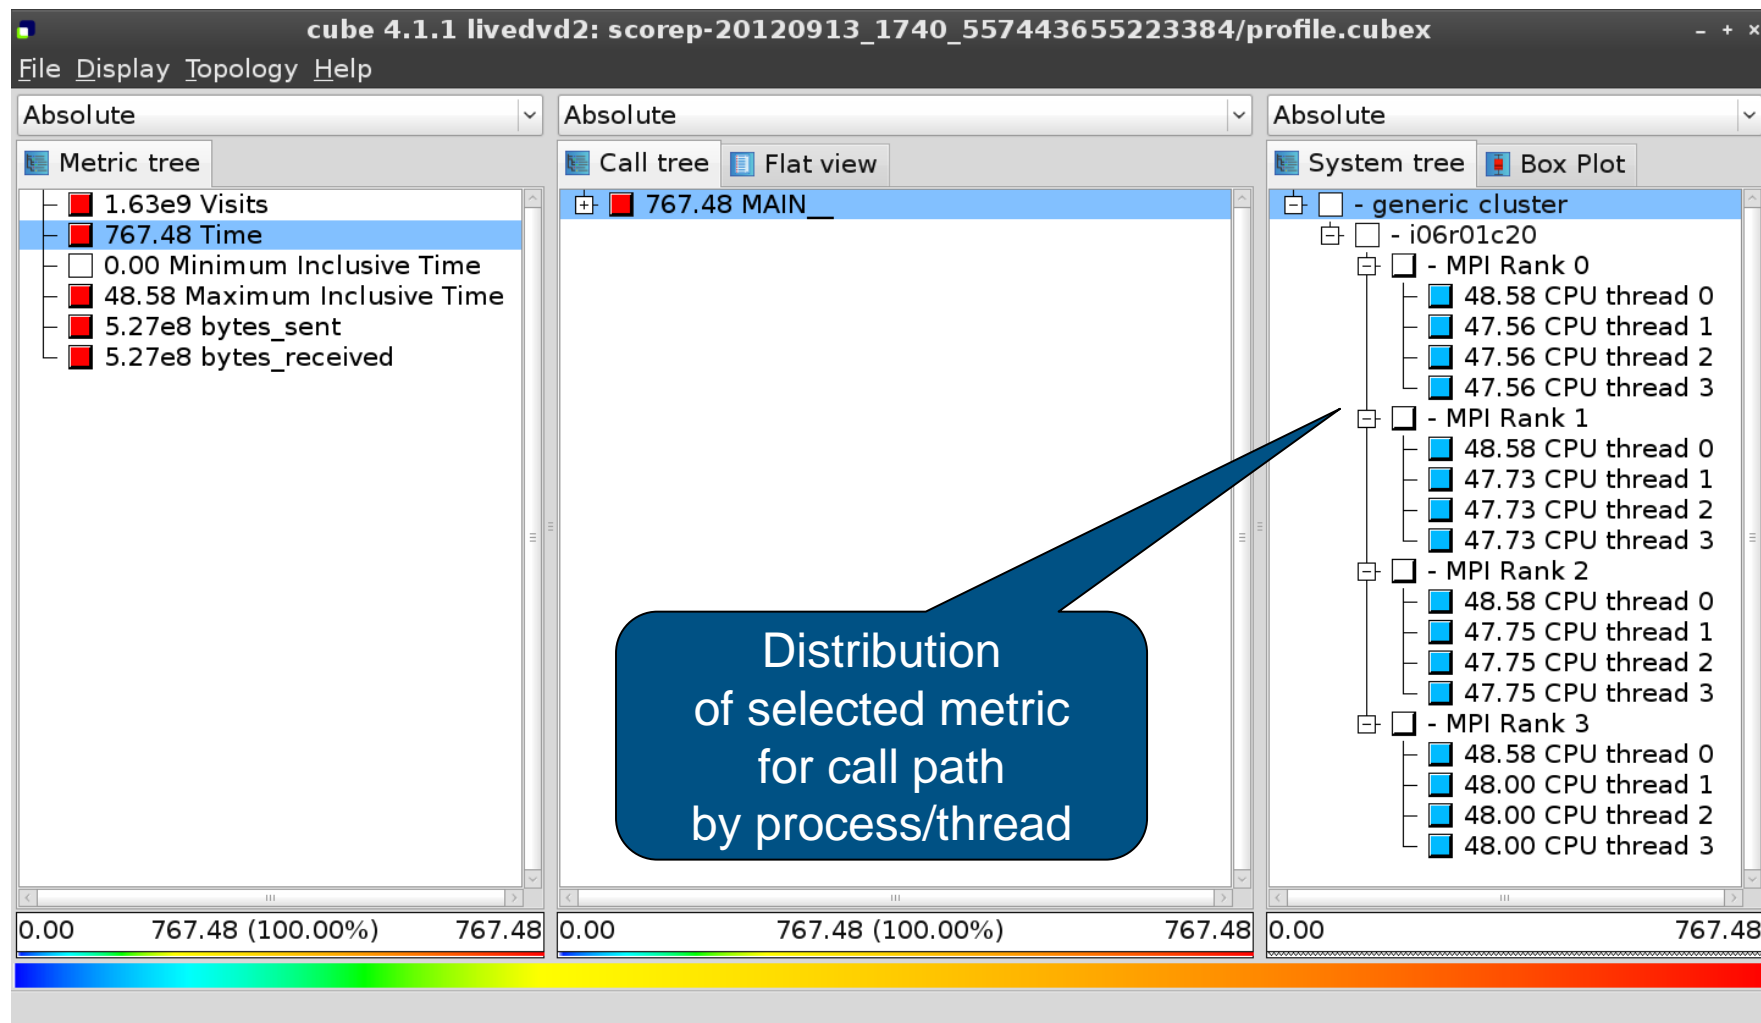 cube 4.1.1 livedvd2: scorep-20120913_1740_557443655223384/profile.cubex
File Display Topology Help
Absolute
Metric tree
1.63e9 Visits
767.48 Time
0.00 Minimum Inclusive Time
48.58 Maximum Inclusive Time
5.27e8 bytes_sent
5.27e8 bytes_received
0.00 767.48 (100.00%) 767.48
Absolute
Call tree Flat view
767.48 MAIN__
Distribution
of selected metric
for call path
by process/thread
0.00 767.48 (100.00%) 767.48
Absolute
System tree Box Plot
- generic cluster
- i06r01c20
- MPI Rank 0
48.58 CPU thread 0
47.56 CPU thread 1
47.56 CPU thread 2
47.56 CPU thread 3
- MPI Rank 1
48.58 CPU thread 0
47.73 CPU thread 1
47.73 CPU thread 2
47.73 CPU thread 3
- MPI Rank 2
48.58 CPU thread 0
47.75 CPU thread 1
47.75 CPU thread 2
47.75 CPU thread 3
- MPI Rank 3
48.58 CPU thread 0
48.00 CPU thread 1
48.00 CPU thread 2
48.00 CPU thread 3
0.00 767.48